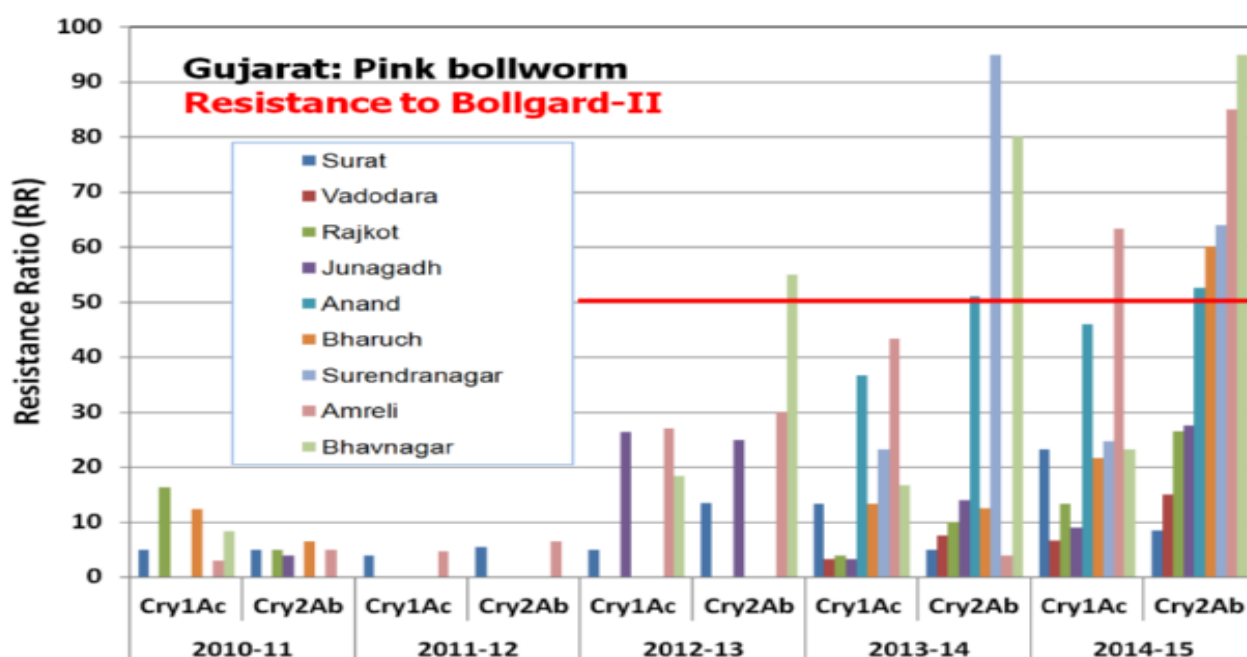 Gujarat: Pink bollworm
Resistance to Bollgard-II
Resistance Ratio (RR)
100
90
80
70
60
50
40
30
20
10
0
Surat
Vadodara
Rajkot
Junagadh
Anand
Bharuch
Surendranagar
Amreli
Bhavnagar
Cry1Ac Cry2Ab Cry1Ac Cry2Ab Cry1Ac Cry2Ab Cry1Ac Cry2Ab Cry1Ac Cry2Ab
2010-11 2011-12 2012-13 2013-14 2014-15